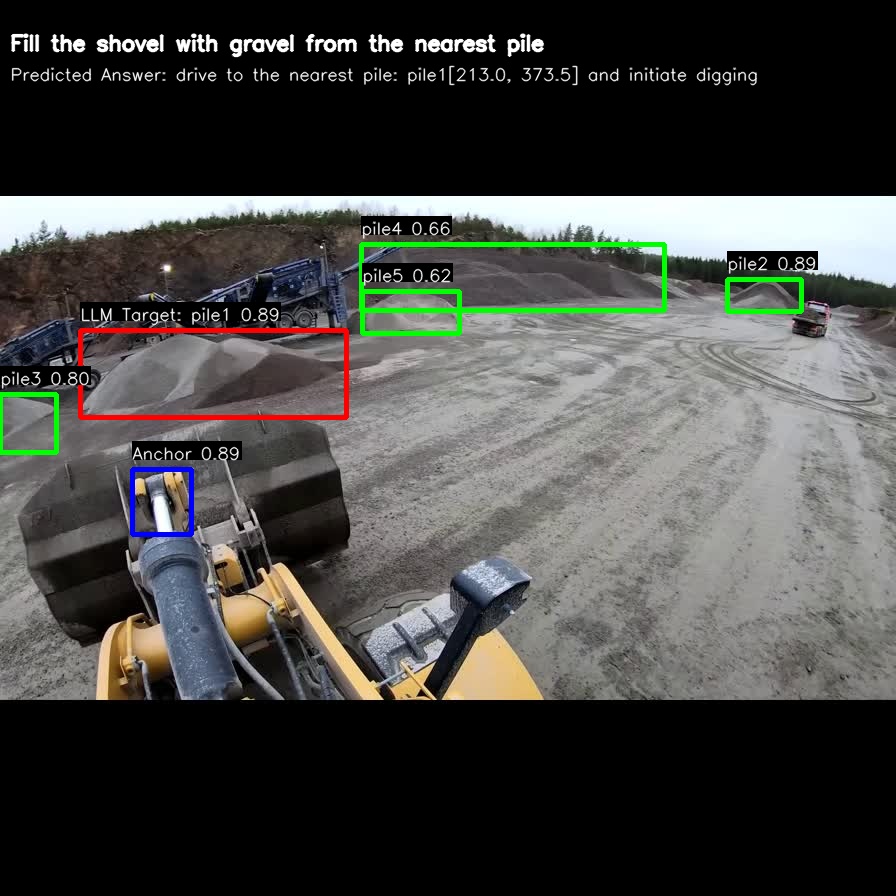 Fill the shovel with gravel from the nearest pile
Predicted Answer: drive to the nearest pile: pile1[213.0, 373.5] and initiate digging
pile4 0.66
pile2 0.89
pile5 0.62
LLM Target: pile1 0.89
pile3 0.80
Anchor 0.89